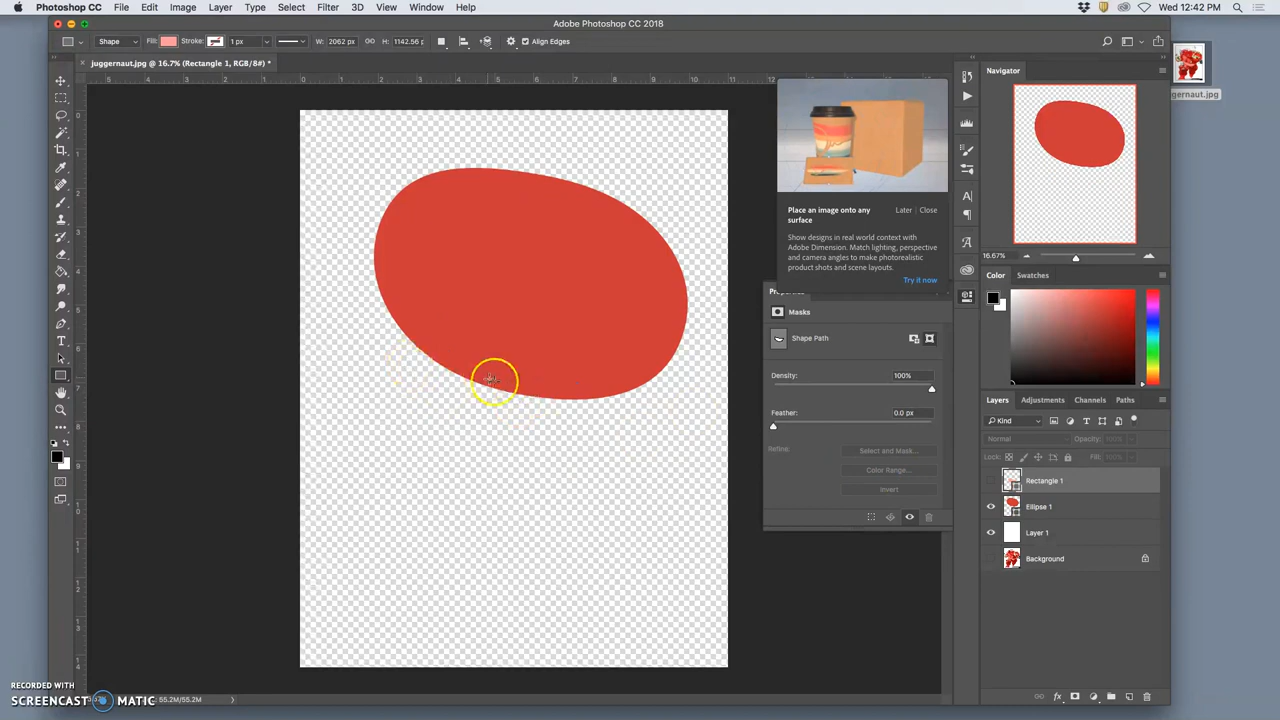 Photoshop CC File Edit Image Layer Type Select Filter 3D View Window Help Wed 12:42 PM
Adobe Photoshop CC 2018
Shape Fill: Stroke: 1 px W: 2062 px H: 1142.56 p Align Edges
juggernaut.jpg @ 16.7% (Rectangle 1, RGB/8#) *
ggernaut.jpg
Navigator
Place an image onto any
surface
Later Close
Show designs in real world context with
Adobe Dimension. Match lighting, perspective
and camera angles to make photorealistic
product shots and scene layouts.
Try it now
16.67%
Color Swatches
Masks
Shape Path
Density: 100%
Feather: 0.0 px
Refine: Select and Mask...
Color Range...
Invert
Layers Adjustments Channels Paths
Kind
Normal Opacity: 100%
Lock: Fill: 100%
Rectangle 1
Ellipse 1
Layer 1
Background
RECORDED WITH
SCREENCAST MATIC
55.2M/55.2M